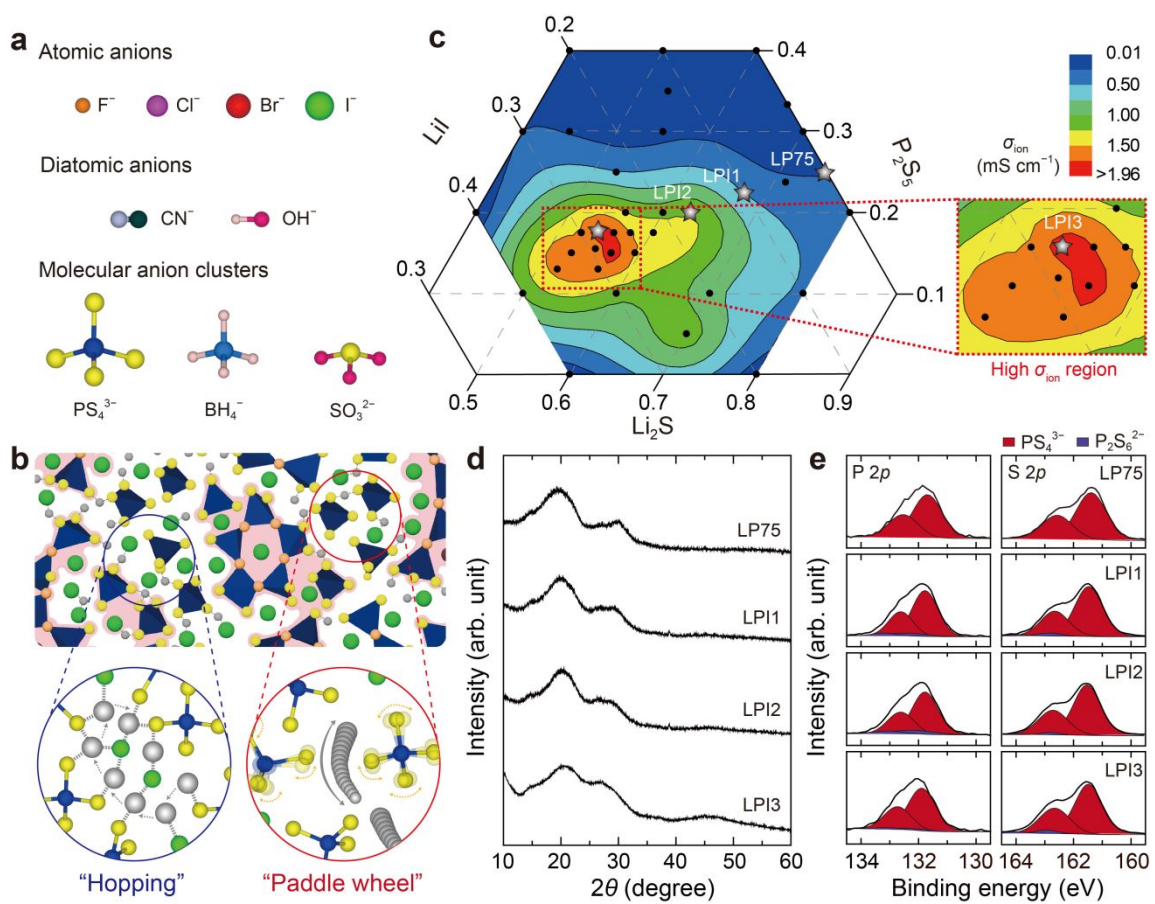 a
Atomic anions
F⁻
Cl⁻
Br⁻
I⁻
Diatomic anions
CN⁻
OH⁻
Molecular anion clusters
PS₄³⁻
BH₄⁻
SO₃²⁻
b
"Hopping"
"Paddle wheel"
c
0.2
0.4
0.3
LiI
0.3
P₂S₅
LP75
LPI1
LPI2
0.4
0.2
0.3
0.1
0.5
0.6
0.7
0.8
0.9
Li₂S
σion
(mS cm⁻¹)
0.01
0.50
1.00
1.50
>1.96
LPI3
High σion region
d
Intensity (arb. unit)
LP75
LPI1
LPI2
LPI3
10 20 30 40 50 60
2θ (degree)
e
PS₄³⁻ P₂S₆²⁻
Intensity (arb. unit)
P 2p
S 2p
LP75
LPI1
LPI2
LPI3
134 132 130
164 162 160
Binding energy (eV)